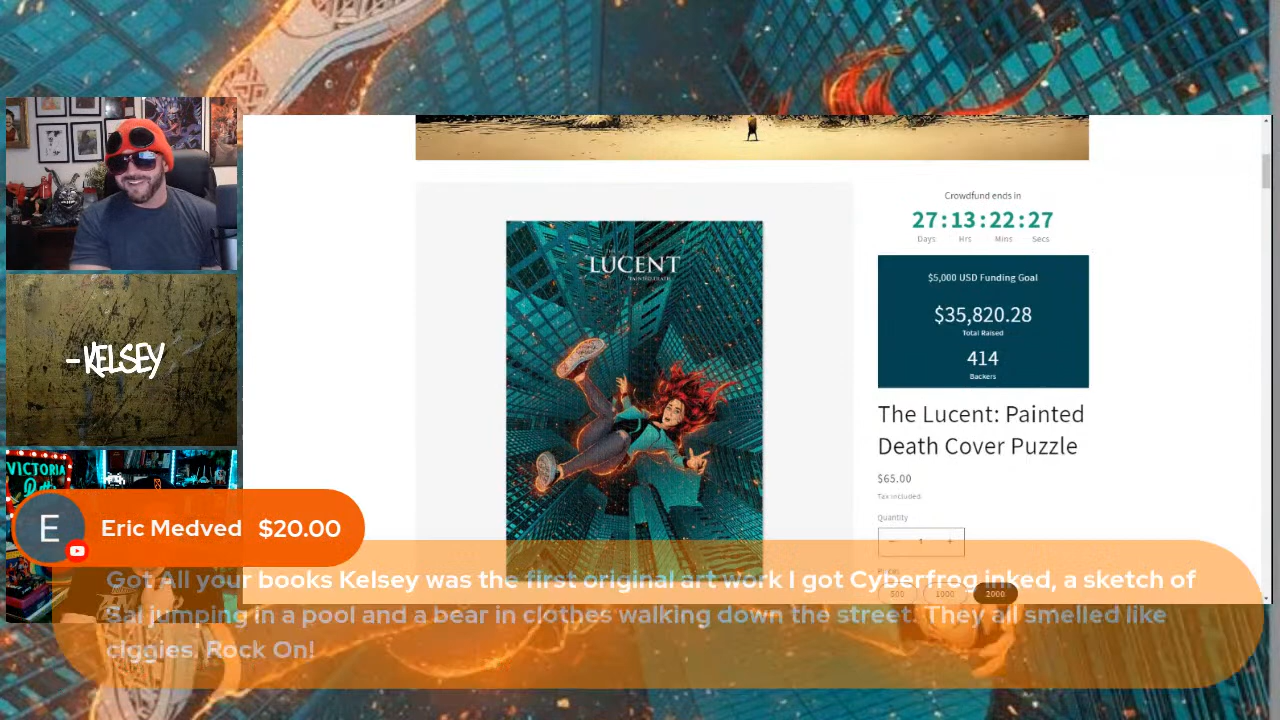 Crowdfund ends in
27:13:22:27
Days Hrs Mins Secs
$5,000 USD Funding Goal
$35,820.28
Total Raised
414
Backers
THE
LUCENT
PAINTED DEATH
The Lucent: Painted
Death Cover Puzzle
$65.00
Tax included.
Quantity
− 1 +
500 1000 2000
-KELSEY
VICTORIA
E
Eric Medved $20.00
Got All your books Kelsey was the first original art work I got Cyberfrog inked, a sketch of
Sal jumping in a pool and a bear in clothes walking down the street. They all smelled like
ciggies. Rock On!